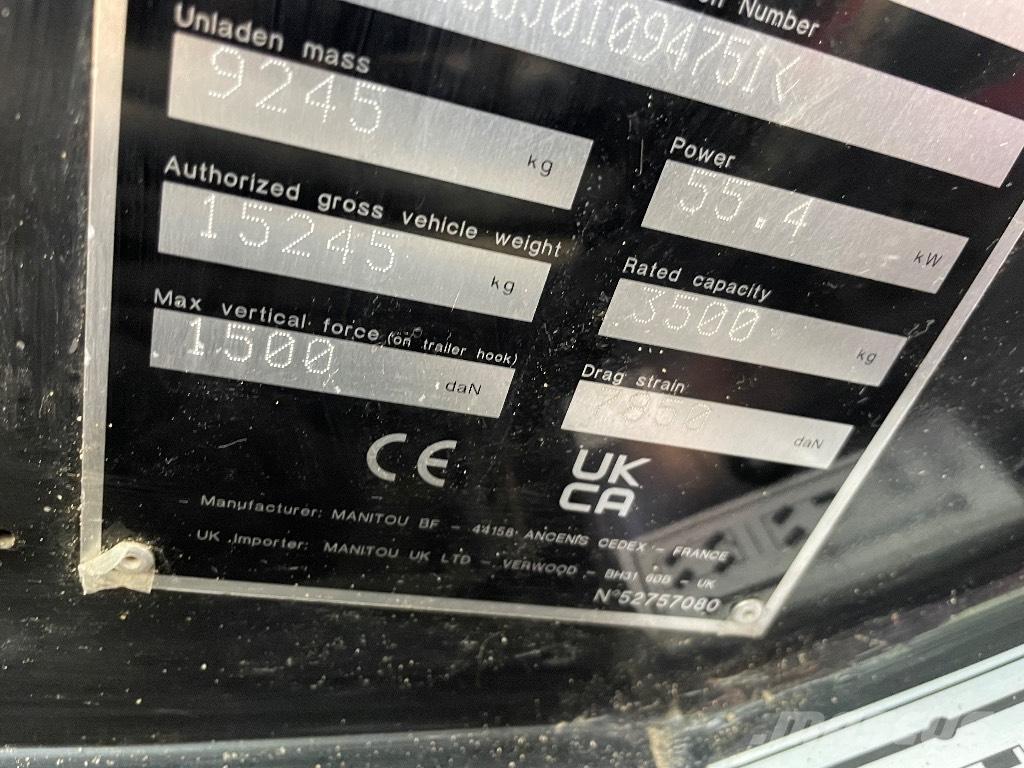 Number
01094751<
Unladen mass
9245
kg
Power
55.4
kW
Authorized gross vehicle weight
15245
kg
Rated capacity
3500
kg
Max vertical force (on trailer hook)
1500
daN
Drag strain
daN
CE
UK
CA
- Manufacturer: MANITOU BF - 44158 ANCENIS CEDEX - FRANCE
UK Importer: MANITOU UK LTD - VERWOOD - BH31 6BB - UK
N°52757080